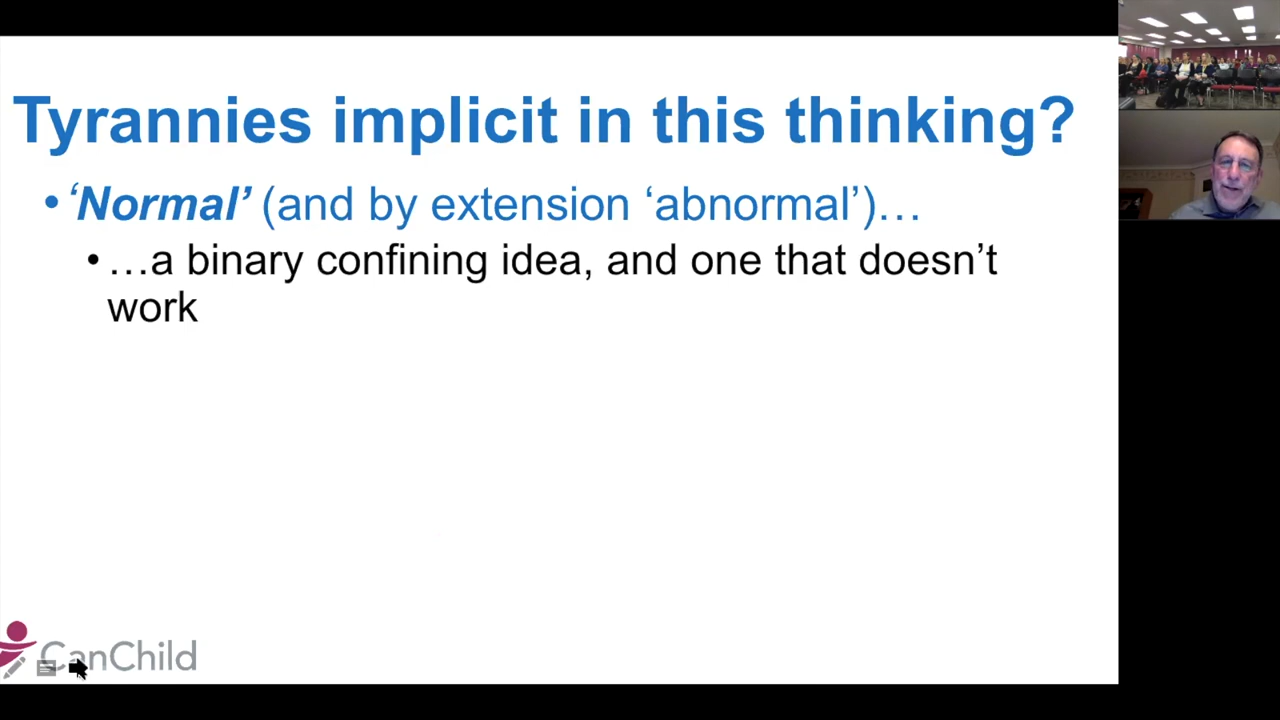 Tyrannies implicit in this thinking?
•‘Normal’ (and by extension ‘abnormal’)…
•…a binary confining idea, and one that doesn’t
work
CanChild